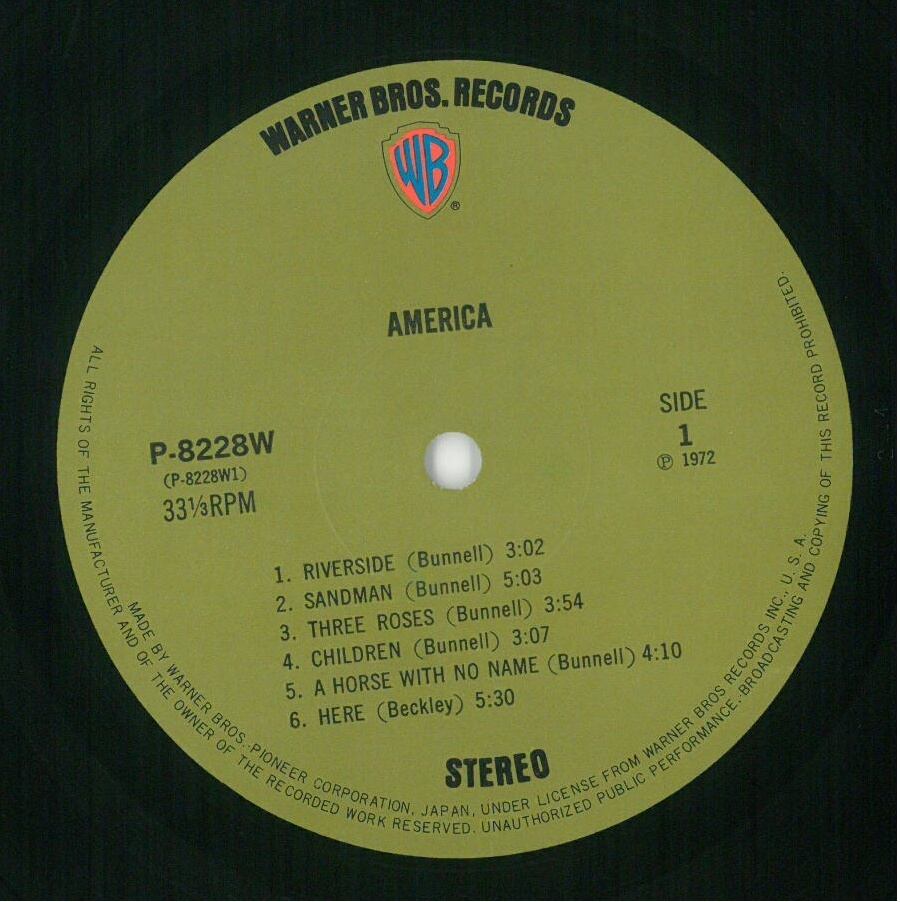 WARNER BROS. RECORDS
WB
®
AMERICA
P-8228W
(P-8228W1)
33⅓RPM
SIDE
1
Ⓟ 1972
1. RIVERSIDE (Bunnell) 3:02
2. SANDMAN (Bunnell) 5:03
3. THREE ROSES (Bunnell) 3:54
4. CHILDREN (Bunnell) 3:07
5. A HORSE WITH NO NAME (Bunnell) 4:10
6. HERE (Beckley) 5:30
STEREO
MADE BY WARNER BROS.-PIONEER CORPORATION, JAPAN, UNDER LICENSE FROM WARNER BROS RECORDS INC., U. S. A.
ALL RIGHTS OF THE MANUFACTURER AND OF THE OWNER OF THE RECORDED WORK RESERVED. UNAUTHORIZED PUBLIC PERFORMANCE. BROADCASTING AND COPYING OF THIS RECORD PROHIBITED.